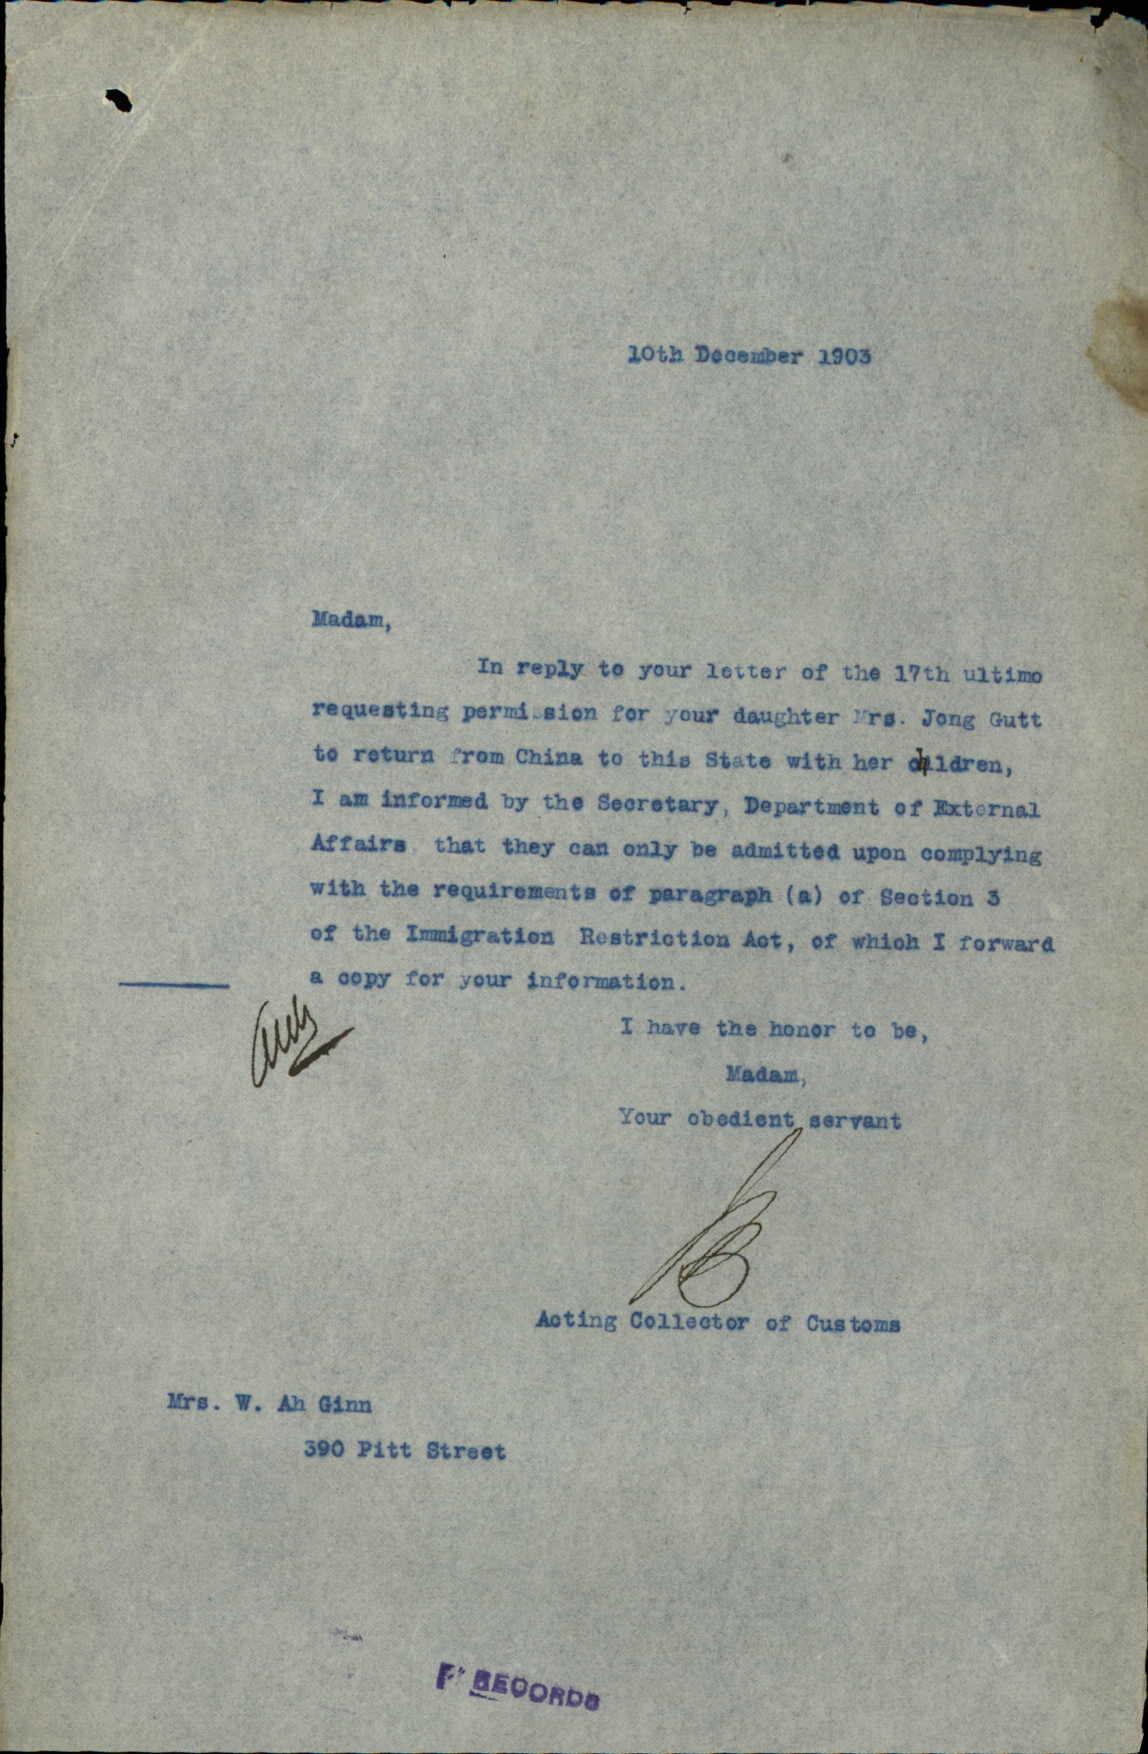 10th December 1903
Madam,
In reply to your letter of the 17th ultimo
requesting permission for your daughter Mrs. Jong Gutt
to return from China to this State with her children,
I am informed by the Secretary, Department of External
Affairs that they can only be admitted upon complying
with the requirements of paragraph (a) of Section 3
of the Immigration Restriction Act, of which I forward
a copy for your information.
I have the honor to be,
Madam,
Your obedient servant
Acting Collector of Customs
Mrs. W. Ah Ginn
390 Pitt Street
RECORDS